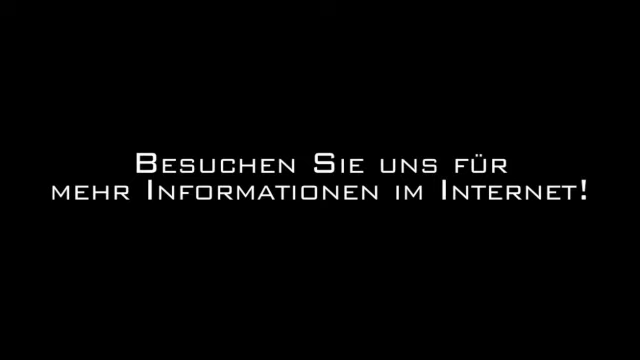 Besuchen Sie uns für
mehr Informationen im Internet!